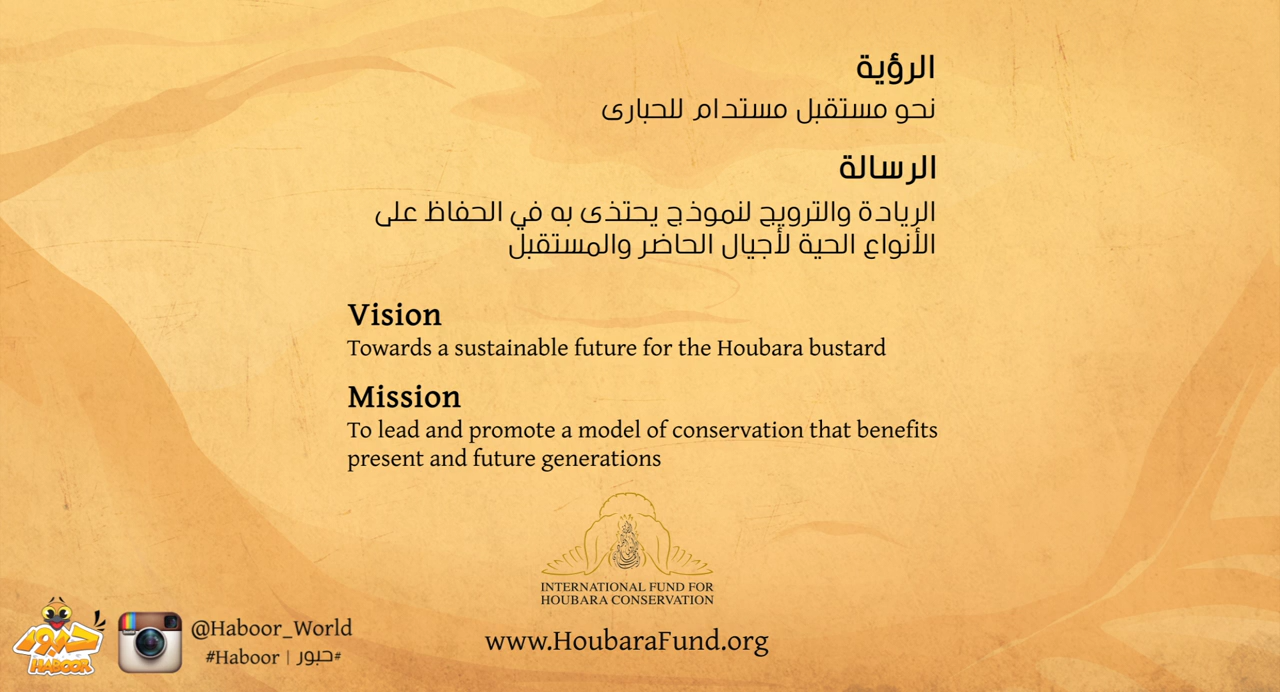 الرؤية
نحو مستقبل مستدام للحبارى
الرسالة
الريادة والترويج لنموذج يحتذى به في الحفاظ على
الأنواع الحية لأجيال الحاضر والمستقبل
Vision
Towards a sustainable future for the Houbara bustard
Mission
To lead and promote a model of conservation that benefits
present and future generations
INTERNATIONAL FUND FOR
HOUBARA CONSERVATION
www.HoubaraFund.org
حبور
HABOOR
@Haboor_World
#Haboor | حبور#